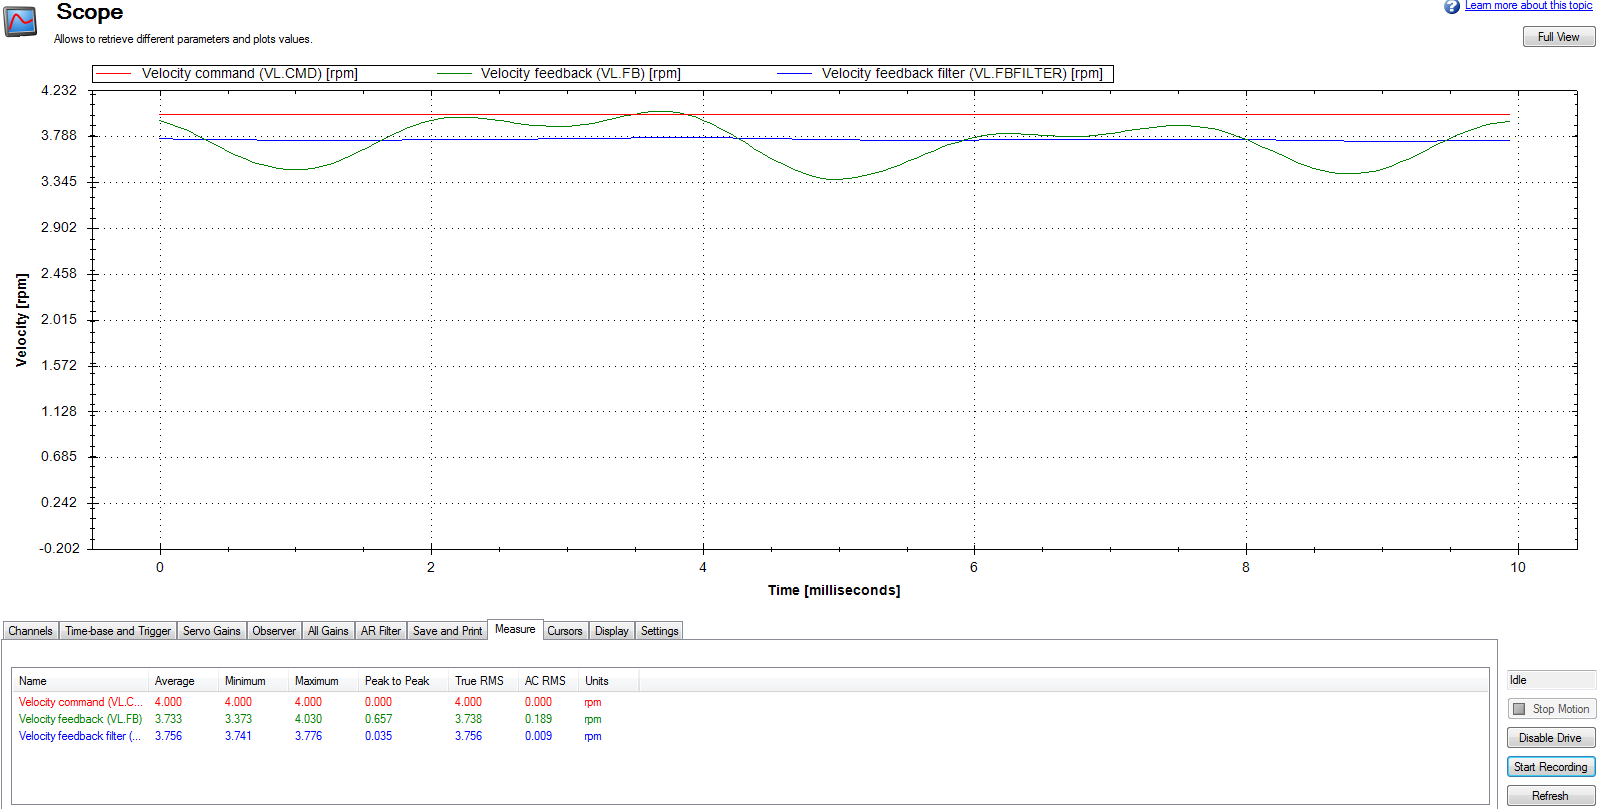 Scope
Learn more about this topic
Allows to retrieve different parameters and plots values.
Full View
Velocity command (VL.CMD) [rpm] Velocity feedback (VL.FB) [rpm] Velocity feedback filter (VL.FBFILTER) [rpm]
4.232
3.788
3.345
2.902
2.458
2.015
1.572
1.128
0.685
0.242
-0.202
Velocity [rpm]
0 2 4 6 8 10
Time [milliseconds]
Channels Time-base and Trigger Servo Gains Observer All Gains AR Filter Save and Print Measure Cursors Display Settings
Name Average Minimum Maximum Peak to Peak True RMS AC RMS Units
Velocity command (VL.C... 4.000 4.000 4.000 0.000 4.000 0.000 rpm
Velocity feedback (VL.FB) 3.733 3.373 4.030 0.657 3.738 0.189 rpm
Velocity feedback filter (... 3.756 3.741 3.776 0.035 3.756 0.009 rpm
Idle
Stop Motion
Disable Drive
Start Recording
Refresh